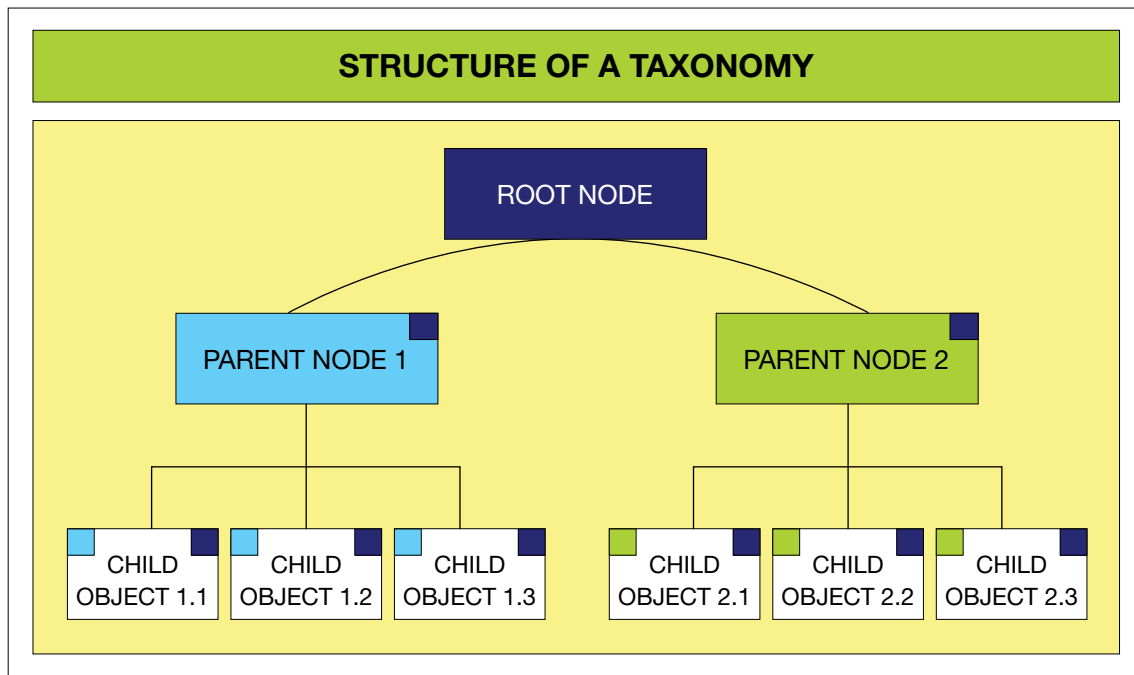 STRUCTURE OF A TAXONOMY
ROOT NODE
PARENT NODE 1
PARENT NODE 2
CHILD
OBJECT 1.1
CHILD
OBJECT 1.2
CHILD
OBJECT 1.3
CHILD
OBJECT 2.1
CHILD
OBJECT 2.2
CHILD
OBJECT 2.3